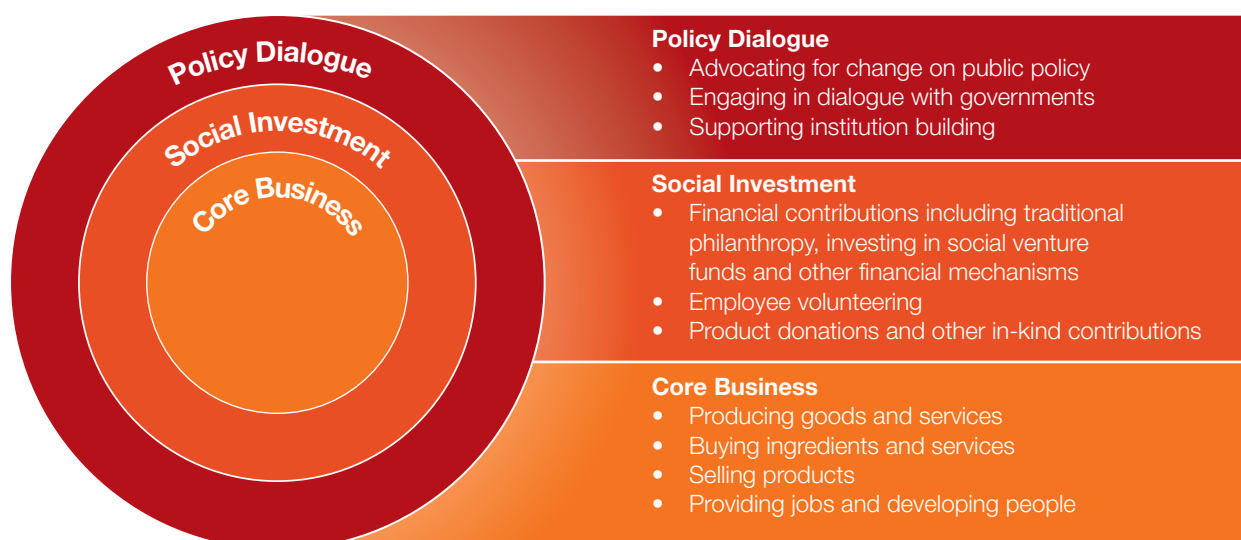 Policy Dialogue
Social Investment
Core Business
Policy Dialogue
• Advocating for change on public policy
• Engaging in dialogue with governments
• Supporting institution building
Social Investment
• Financial contributions including traditional
philanthropy, investing in social venture
funds and other financial mechanisms
• Employee volunteering
• Product donations and other in-kind contributions
Core Business
• Producing goods and services
• Buying ingredients and services
• Selling products
• Providing jobs and developing people